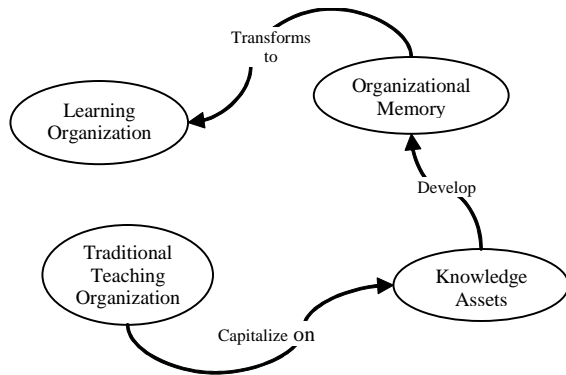 Transforms
to
Organizational
Memory
Learning
Organization
Develop
Traditional
Teaching
Organization
Knowledge
Assets
Capitalize on